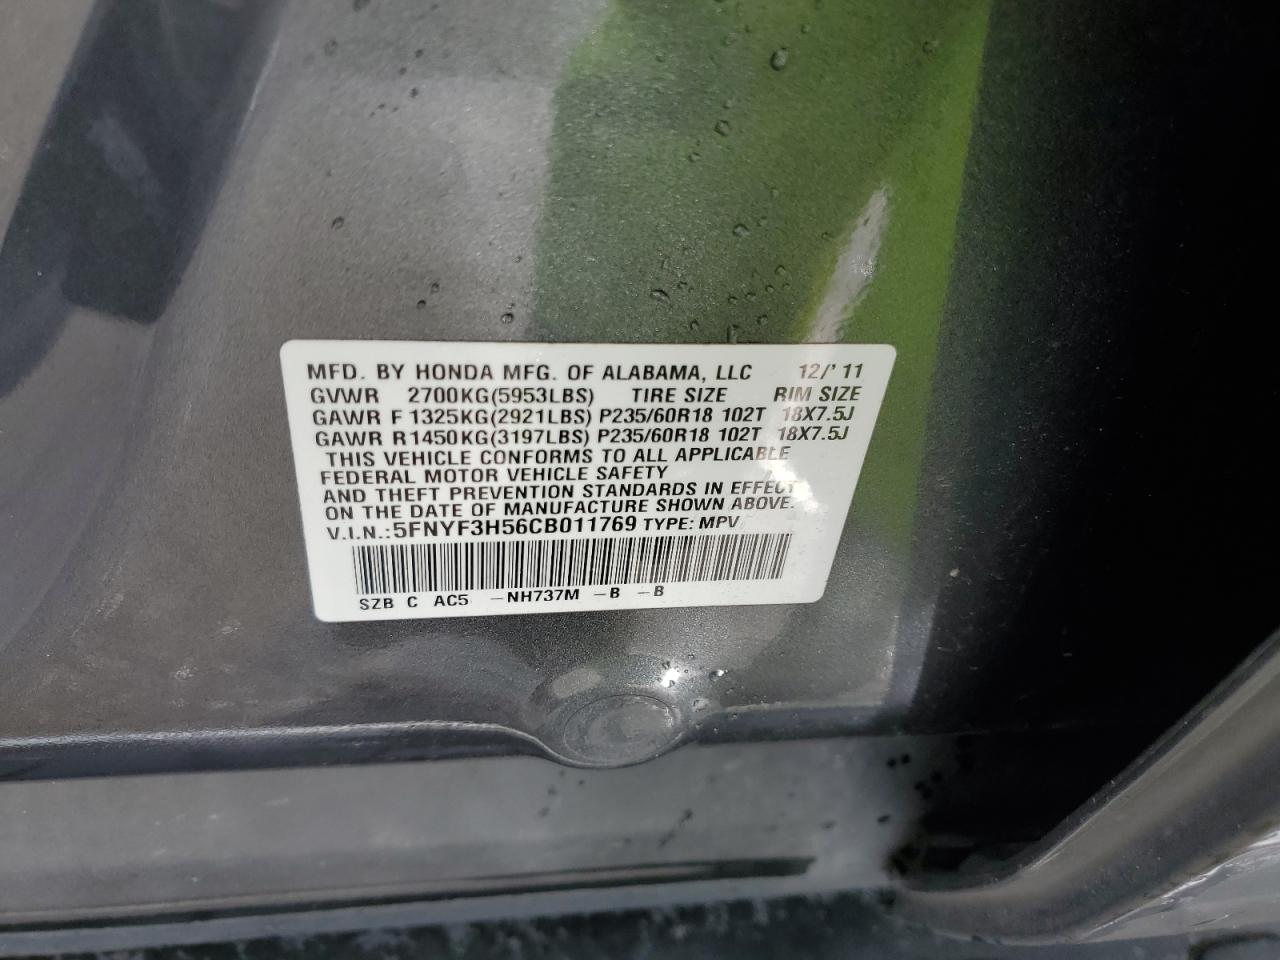 MFD. BY HONDA MFG. OF ALABAMA, LLC 12/'11
GVWR 2700KG(5953LBS) TIRE SIZE RIM SIZE
GAWR F 1325KG(2921LBS) P235/60R18 102T 18X7.5J
GAWR R1450KG(3197LBS) P235/60R18 102T 18X7.5J
THIS VEHICLE CONFORMS TO ALL APPLICABLE
FEDERAL MOTOR VEHICLE SAFETY
AND THEFT PREVENTION STANDARDS IN EFFECT
ON THE DATE OF MANUFACTURE SHOWN ABOVE.
V.I.N.:5FNYF3H56CB011769 TYPE: MPV
SZB C AC5 -NH737M -B -B